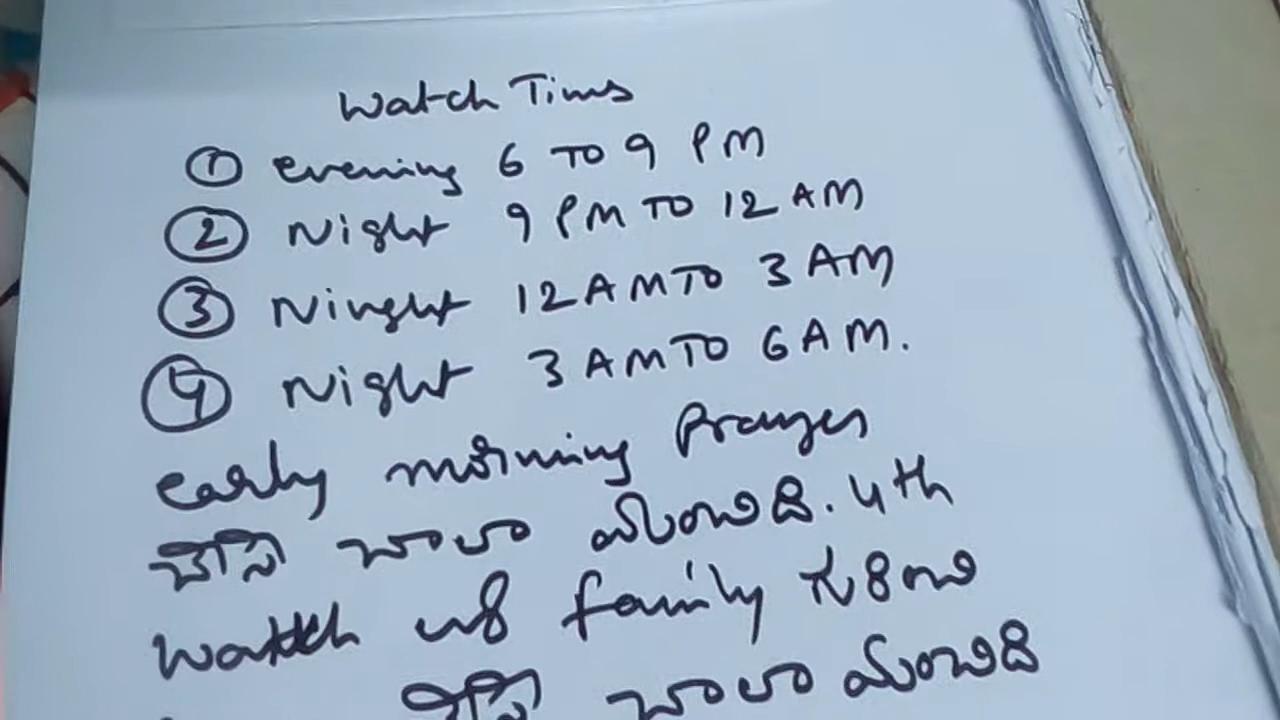 Watch Tims
① evening 6 TO 9 PM
② Night 9 PM TO 12 AM
③ Ninght 12 AM TO 3 AM
④ Night 3 AM TO 6 AM.
early morning Prayer
చేస్తే చాలా మంచిది. 4th
watch లో family గురించి
చేస్తే చాలా మంచిది